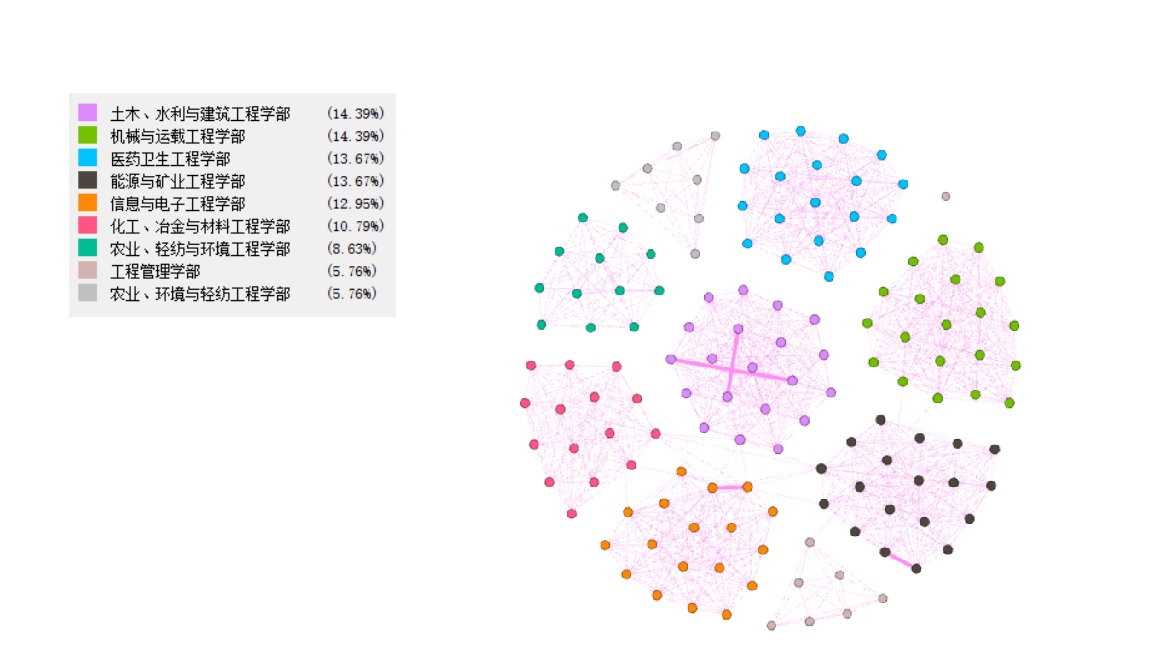 土木、水利与建筑工程学部 (14.39%)
机械与运载工程学部 (14.39%)
医药卫生工程学部 (13.67%)
能源与矿业工程学部 (13.67%)
信息与电子工程学部 (12.95%)
化工、冶金与材料工程学部 (10.79%)
农业、轻纺与环境工程学部 (8.63%)
工程管理学部 (5.76%)
农业、环境与轻纺工程学部 (5.76%)